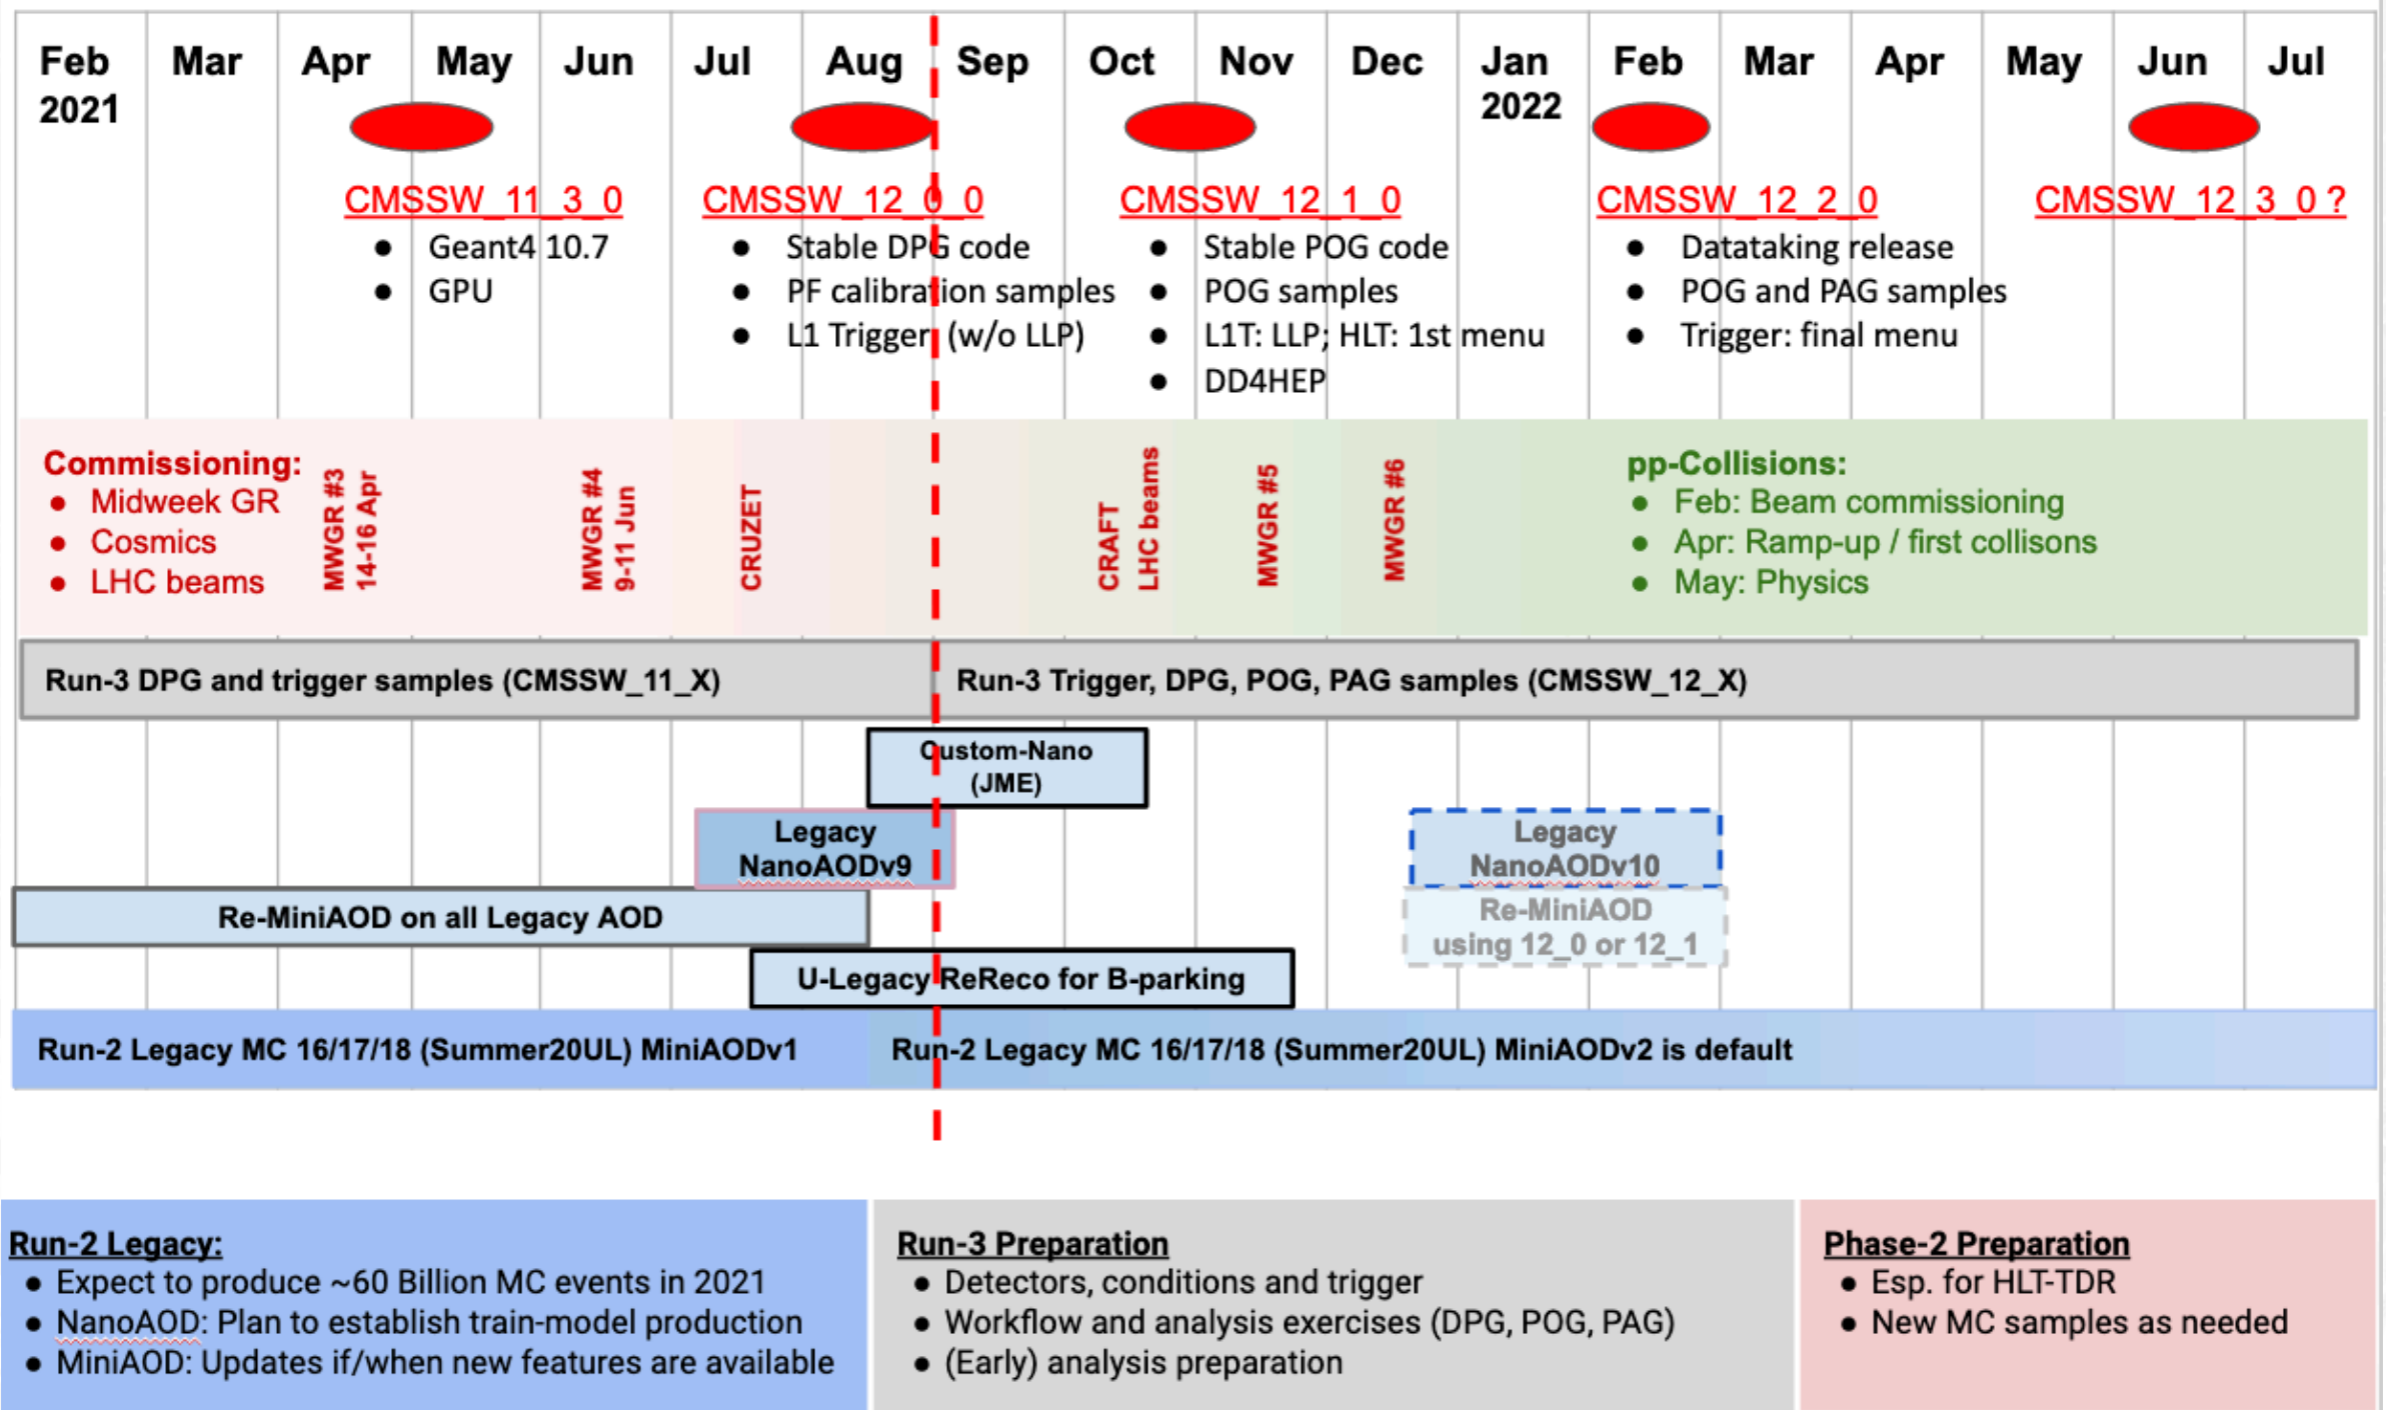 Feb
2021
Mar
Apr
May
Jun
Jul
Aug
Sep
Oct
Nov
Dec
Jan
2022
Feb
Mar
Apr
May
Jun
Jul
CMSSW_11_3_0
● Geant4 10.7
● GPU
CMSSW_12_0_0
● Stable DPG code
● PF calibration samples
● L1 Trigger (w/o LLP)
CMSSW_12_1_0
● Stable POG code
● POG samples
● L1T: LLP; HLT: 1st menu
● DD4HEP
CMSSW_12_2_0
● Datataking release
● POG and PAG samples
● Trigger: final menu
CMSSW_12_3_0 ?
Commissioning:
● Midweek GR
● Cosmics
● LHC beams
MWGR #3
14-16 Apr
MWGR #4
9-11 Jun
CRUZET
CRAFT
LHC beams
MWGR #5
MWGR #6
pp-Collisions:
● Feb: Beam commissioning
● Apr: Ramp-up / first collisons
● May: Physics
Run-3 DPG and trigger samples (CMSSW_11_X)
Run-3 Trigger, DPG, POG, PAG samples (CMSSW_12_X)
Custom-Nano
(JME)
Legacy
NanoAODv9
Legacy
NanoAODv10
Re-MiniAOD on all Legacy AOD
Re-MiniAOD
using 12_0 or 12_1
U-Legacy ReReco for B-parking
Run-2 Legacy MC 16/17/18 (Summer20UL) MiniAODv1
Run-2 Legacy MC 16/17/18 (Summer20UL) MiniAODv2 is default
Run-2 Legacy:
● Expect to produce ~60 Billion MC events in 2021
● NanoAOD: Plan to establish train-model production
● MiniAOD: Updates if/when new features are available
Run-3 Preparation
● Detectors, conditions and trigger
● Workflow and analysis exercises (DPG, POG, PAG)
● (Early) analysis preparation
Phase-2 Preparation
● Esp. for HLT-TDR
● New MC samples as needed